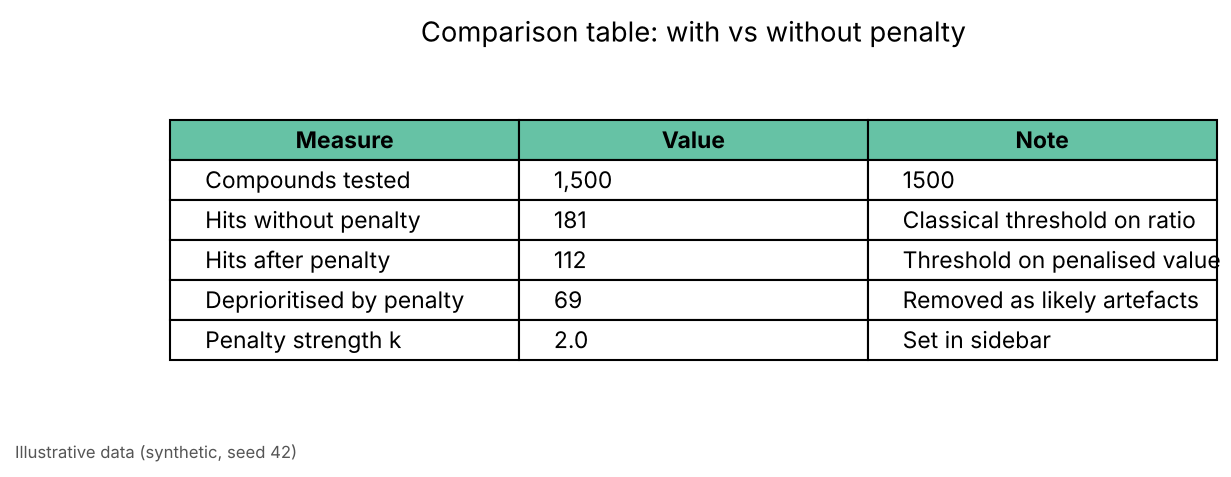 Comparison table: with vs without penalty
Measure Value Note
Compounds tested 1,500 1500
Hits without penalty 181 Classical threshold on ratio
Hits after penalty 112 Threshold on penalised value
Deprioritised by penalty 69 Removed as likely artefacts
Penalty strength k 2.0 Set in sidebar
Illustrative data (synthetic, seed 42)